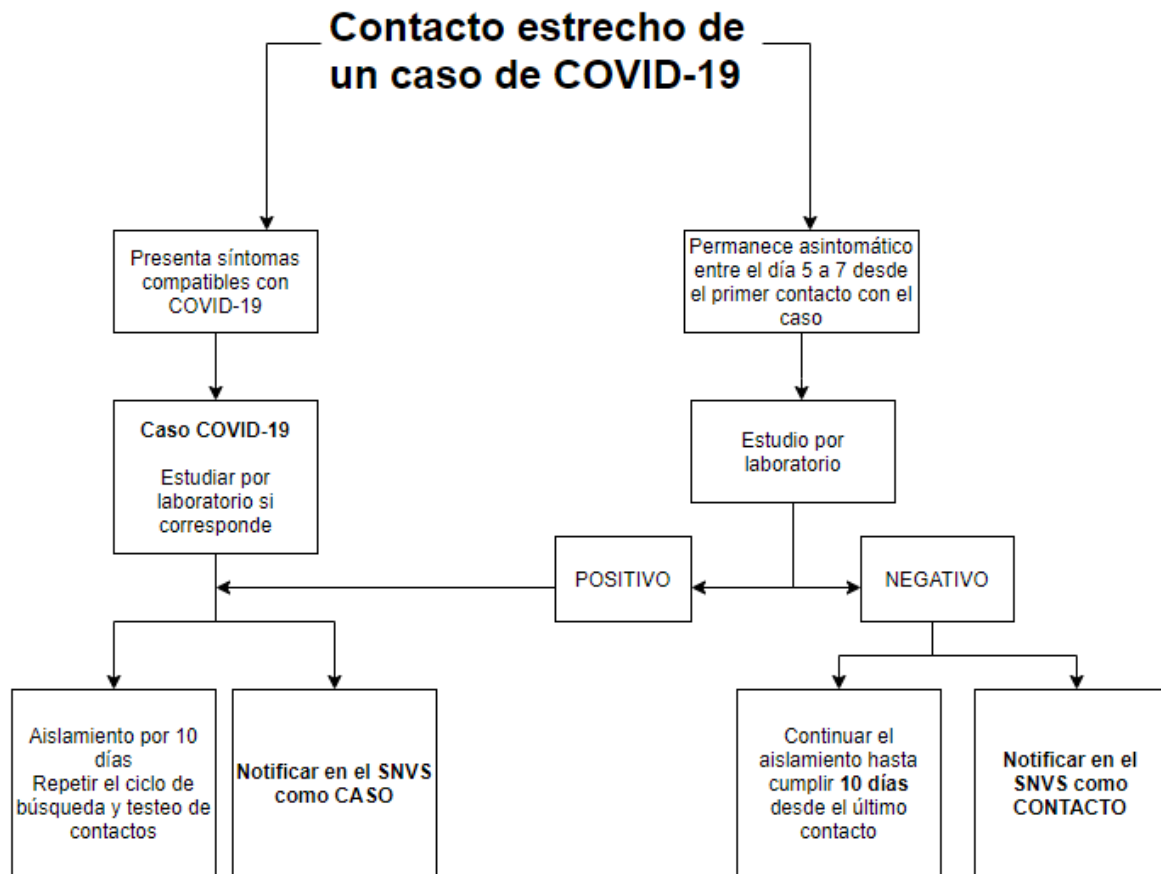 Contacto estrecho de
un caso de COVID-19
Presenta síntomas
compatibles con
COVID-19
Permanece asintomático
entre el día 5 a 7 desde
el primer contacto con el
caso
Caso COVID-19
Estudiar por
laboratorio si
corresponde
Estudio por
laboratorio
POSITIVO
NEGATIVO
Aislamiento por 10
días
Repetir el ciclo de
búsqueda y testeo de
contactos
Notificar en el SNVS
como CASO
Continuar el
aislamiento hasta
cumplir 10 días
desde el último
contacto
Notificar en el
SNVS como
CONTACTO